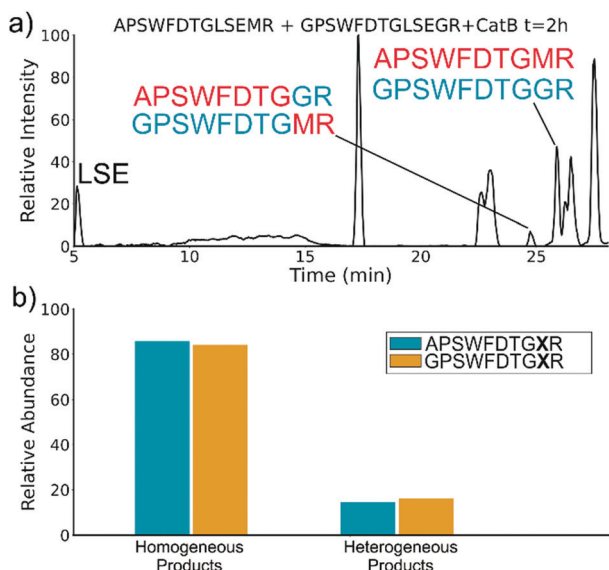 a)
APSWFDTGLSEMR + GPSWFDTGLSEGR+CatB t=2h
Relative Intensity
100
80
60
40
20
0
APSWFDTGGR
GPSWFDTGMR
APSWFDTGMR
GPSWFDTGGR
LSE
5
10
15
20
25
Time (min)
b)
Relative Abundance
100
80
60
40
20
0
APSWFDTGXR
GPSWFDTGXR
Homogeneous
Products
Heterogeneous
Products